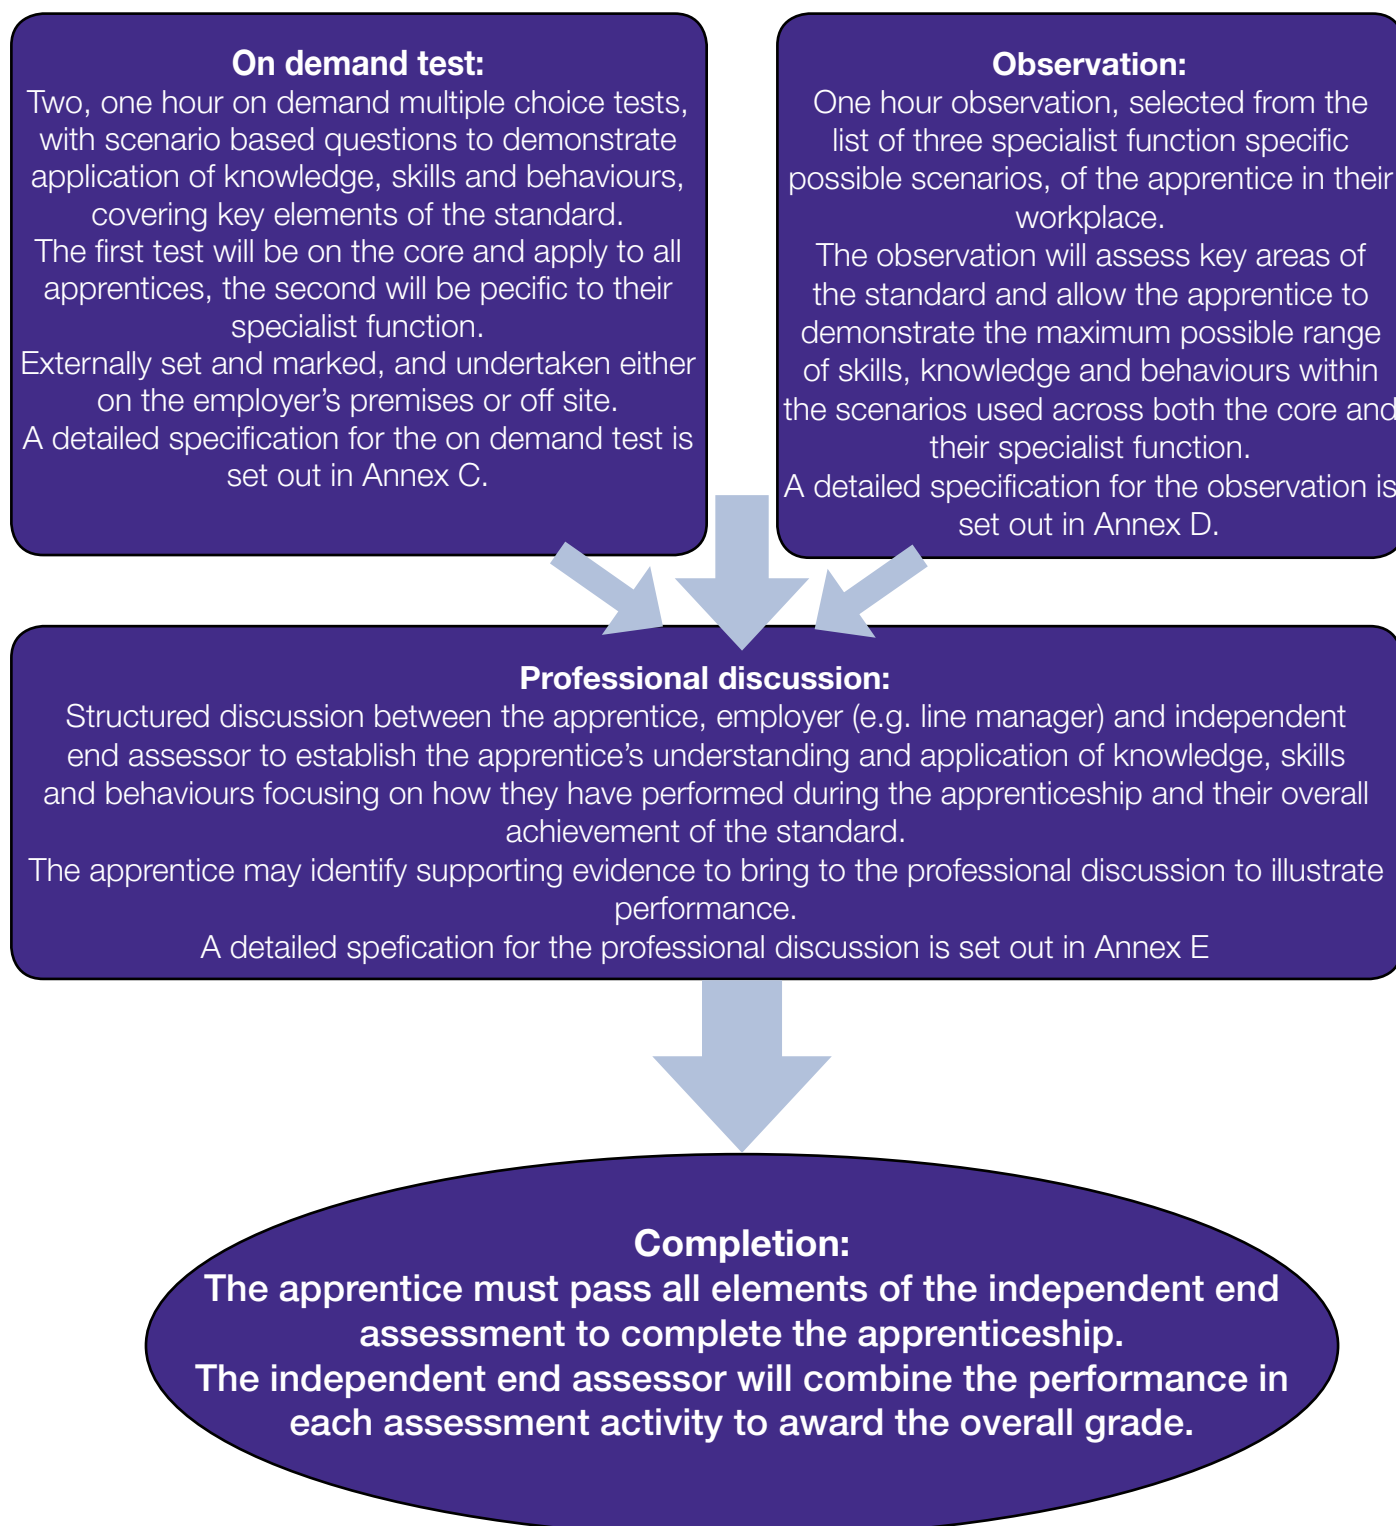 On demand test:
Two, one hour on demand multiple choice tests,
with scenario based questions to demonstrate
application of knowledge, skills and behaviours,
covering key elements of the standard.
The first test will be on the core and apply to all
apprentices, the second will be pecific to their
specialist function.
Externally set and marked, and undertaken either
on the employer’s premises or off site.
A detailed specification for the on demand test is
set out in Annex C.
Observation:
One hour observation, selected from the
list of three specialist function specific
possible scenarios, of the apprentice in their
workplace.
The observation will assess key areas of
the standard and allow the apprentice to
demonstrate the maximum possible range
of skills, knowledge and behaviours within
the scenarios used across both the core and
their specialist function.
A detailed specification for the observation is
set out in Annex D.
Professional discussion:
Structured discussion between the apprentice, employer (e.g. line manager) and independent
end assessor to establish the apprentice’s understanding and application of knowledge, skills
and behaviours focusing on how they have performed during the apprenticeship and their overall
achievement of the standard.
The apprentice may identify supporting evidence to bring to the professional discussion to illustrate
performance.
A detailed spefication for the professional discussion is set out in Annex E
Completion:
The apprentice must pass all elements of the independent end
assessment to complete the apprenticeship.
The independent end assessor will combine the performance in
each assessment activity to award the overall grade.